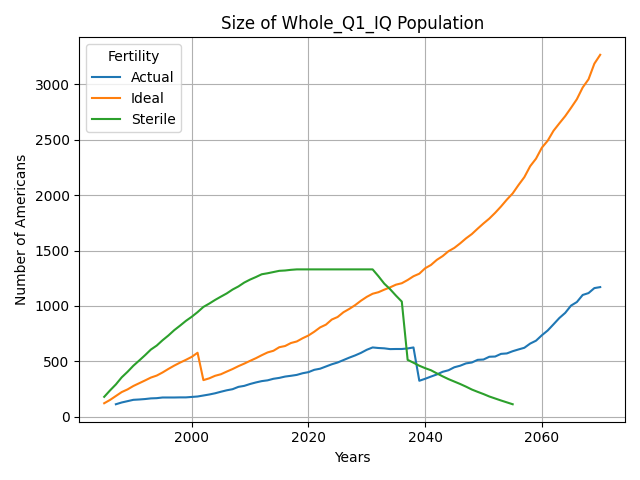 Size of Whole_Q1_IQ Population
Fertility
Actual
Ideal
Sterile
Number of Americans
3000
2500
2000
1500
1000
500
0
2000
2020
2040
2060
Years